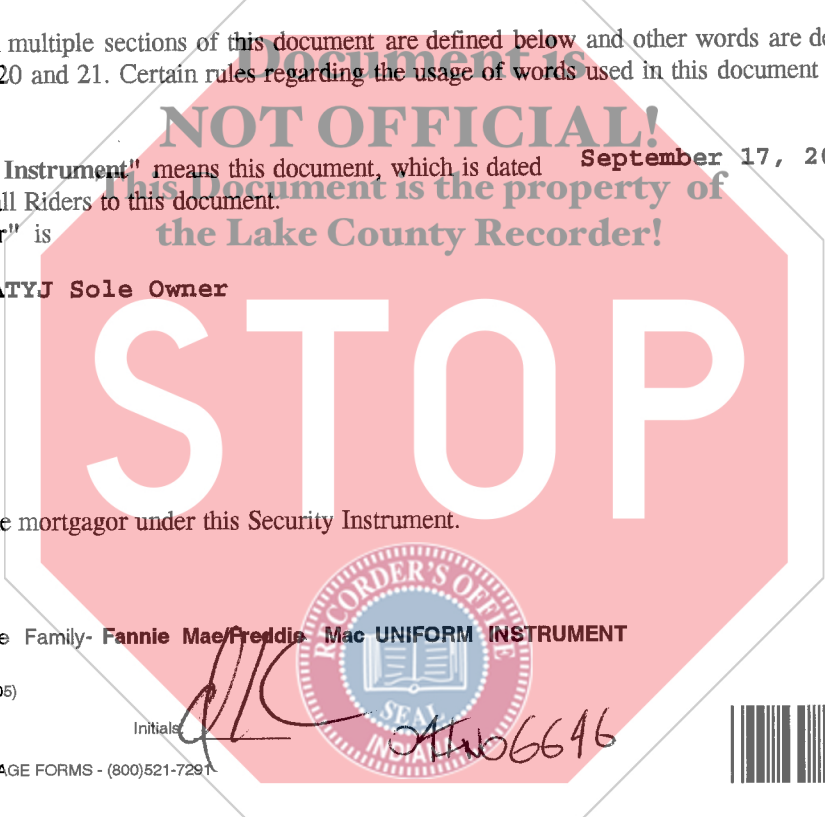 multiple sections of this document are defined below and other words are de
20 and 21. Certain rules regarding the usage of words used in this document
Document is
NOT OFFICIAL!
Instrument" means this document, which is dated September 17, 20
This Document is the property of
all Riders to this document.
r" is
the Lake County Recorder!
ATYJ Sole Owner
STOP
e mortgagor under this Security Instrument.
RECORDER'S OFFICE
e Family- Fannie Mae/Freddie Mac UNIFORM INSTRUMENT
05)
SEAL
INDIANA
Initials:
AGE FORMS - (800)521-7291